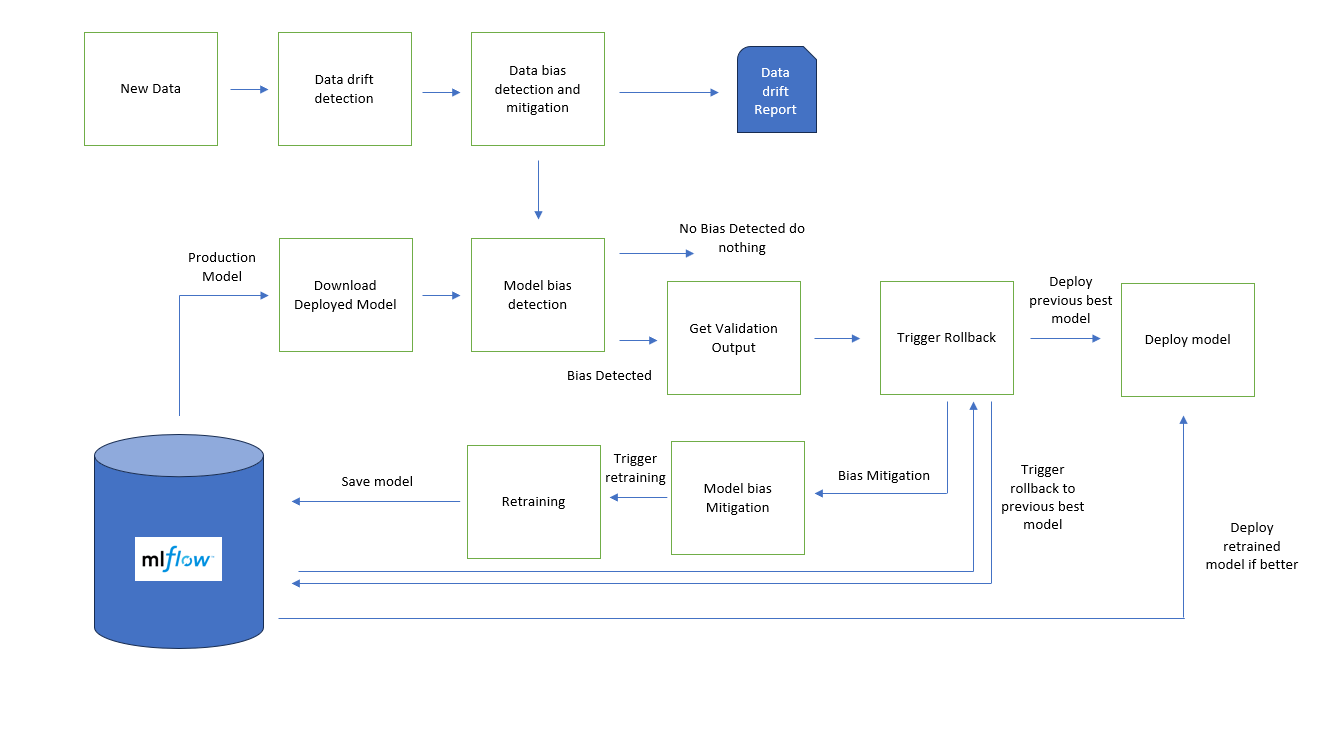 New Data
Data drift
detection
Data bias
detection and
mitigation
Data
drift
Report
No Bias Detected do
nothing
Production
Model
Download
Deployed Model
Model bias
detection
Get Validation
Output
Trigger Rollback
Deploy
previous best
model
Deploy model
Bias Detected
Save model
Retraining
Trigger
retraining
Model bias
Mitigation
Bias Mitigation
Trigger
rollback to
previous best
model
Deploy
retrained
model if better
mlflow